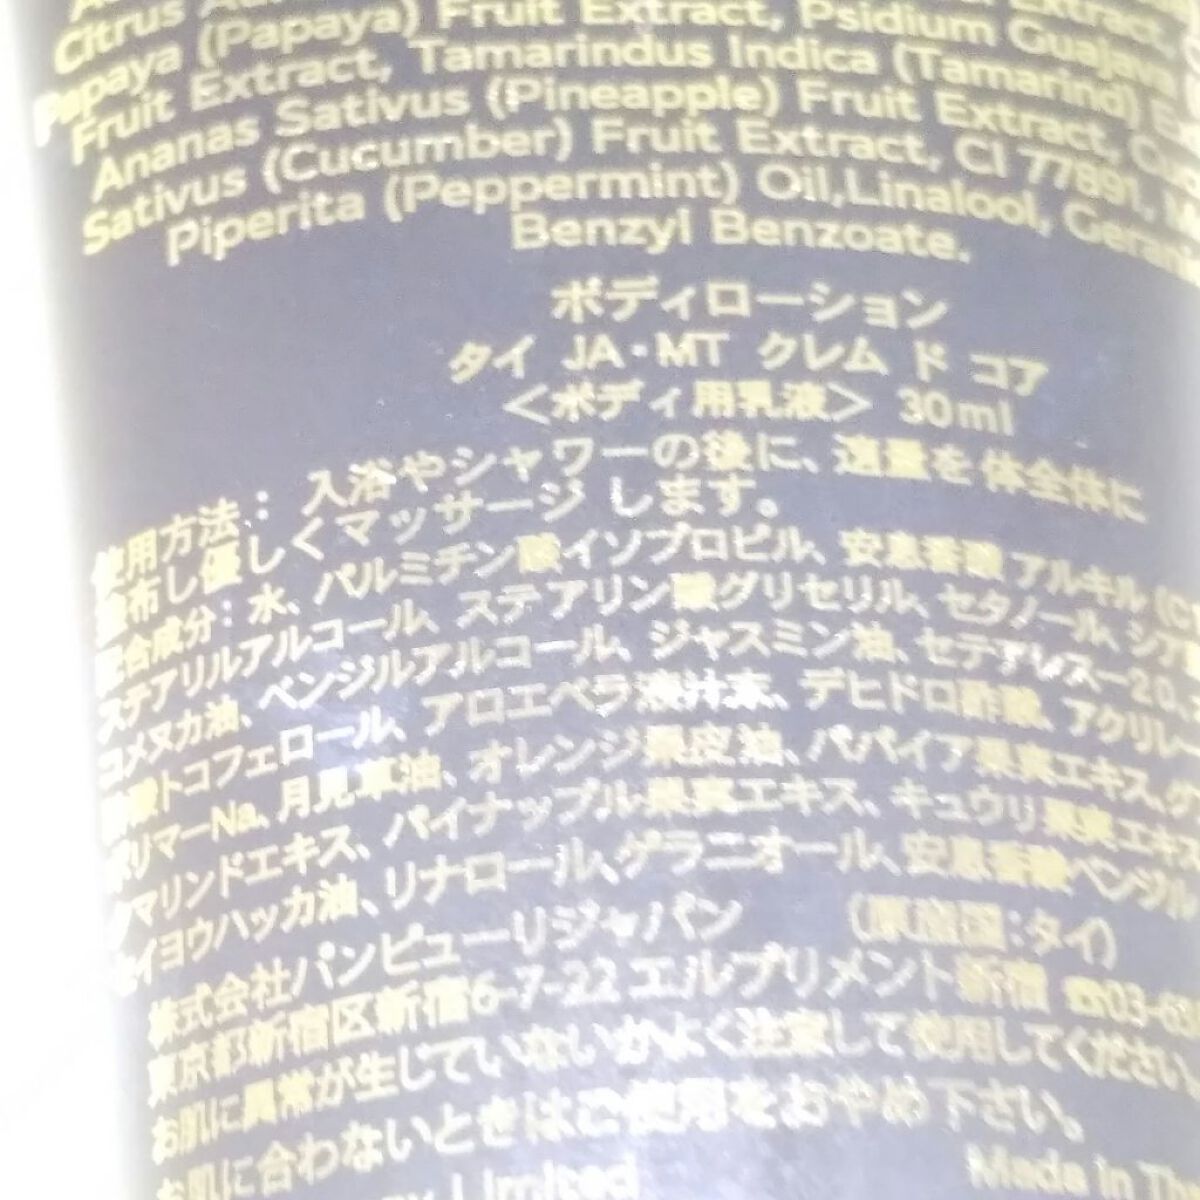 Citrus
Papaya (Papaya) Fruit Extract, Psidium Guajava
Fruit Extract, Tamarindus Indica (Tamarind)
Ananas Sativus (Pineapple) Fruit Extract,
Sativus (Cucumber) Fruit Extract, CI 77891,
Piperita (Peppermint) Oil,Linalool,
Benzyl Benzoate.
ボディローション
タイ JA・MT クレム ド コア
＜ボディ用乳液＞ 30ml
使用方法：入浴やシャワーの後に、適量を 体全体に
塗布し優しくマッサージ します。
配合成分：水、パルミチン酸イソプロピル、安息香酸 アルキル
ステアリルアルコール、ステアリン酸グリセリル、セタノール、
コメヌカ油、ベンジルアルコール、ジャスミン油、セテアレス－20、
酢酸トコフェロール、アロエベラ液汁末、デヒドロ酢酸、アクリレー
ポリマーNa、月見草油、オレンジ果皮油、パパイア果実エキス、
タマリンドエキス、パイナップル果実エキス、キュウリ果実エキス
セイヨウハッカ油、リナロール、ゲラニオール、安息香酸ベンジル
株式会社パンピューリジャパン （原産国：タイ）
東京都新宿区新宿6-7-22 エルプリメント新宿 ☎03-
お肌に異常が生じていないかよく注意して使用してください。
お肌に合わないときはご使用をおやめ下さい。
Limited Made in